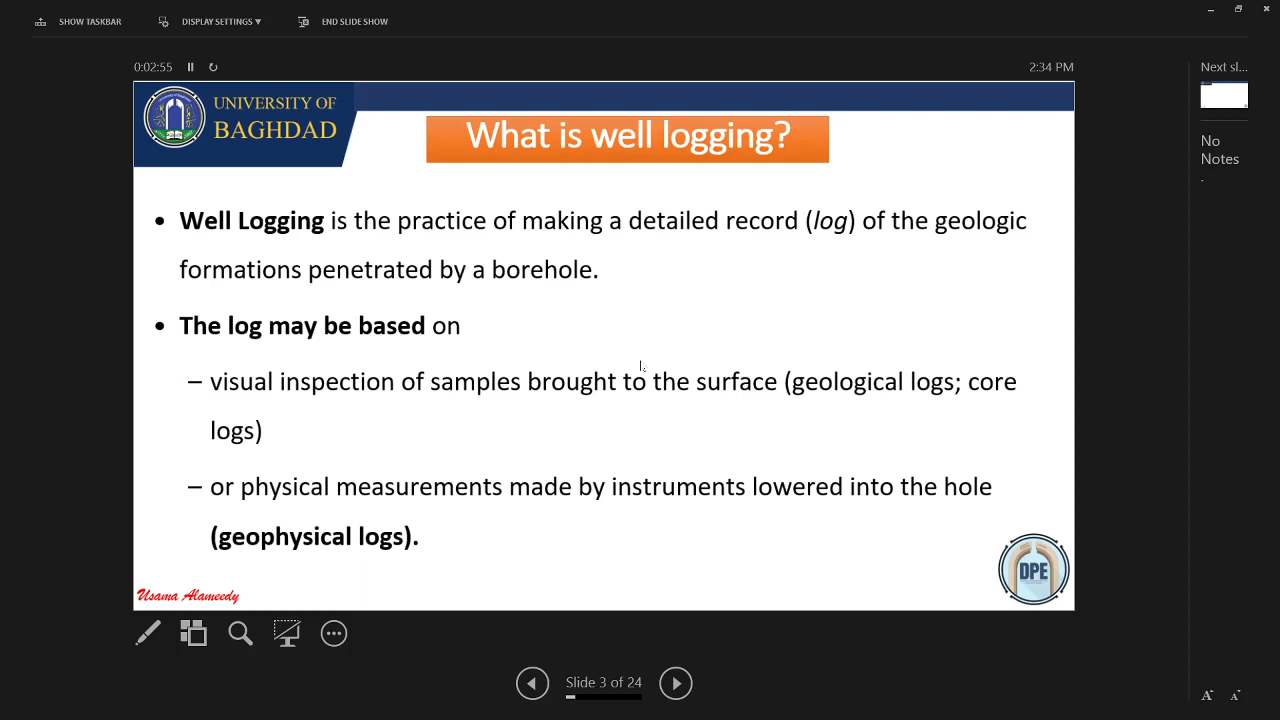 SHOW TASKBAR
DISPLAY SETTINGS ▼
END SLIDE SHOW
0:02:55
2:34 PM
Next sl...
UNIVERSITY OF
BAGHDAD
What is well logging?
No
Notes
.
• Well Logging is the practice of making a detailed record (log) of the geologic
formations penetrated by a borehole.
• The log may be based on
– visual inspection of samples brought to the surface (geological logs; core
logs)
– or physical measurements made by instruments lowered into the hole
(geophysical logs).
DPE
Usama Alameedy
Slide 3 of 24
A A